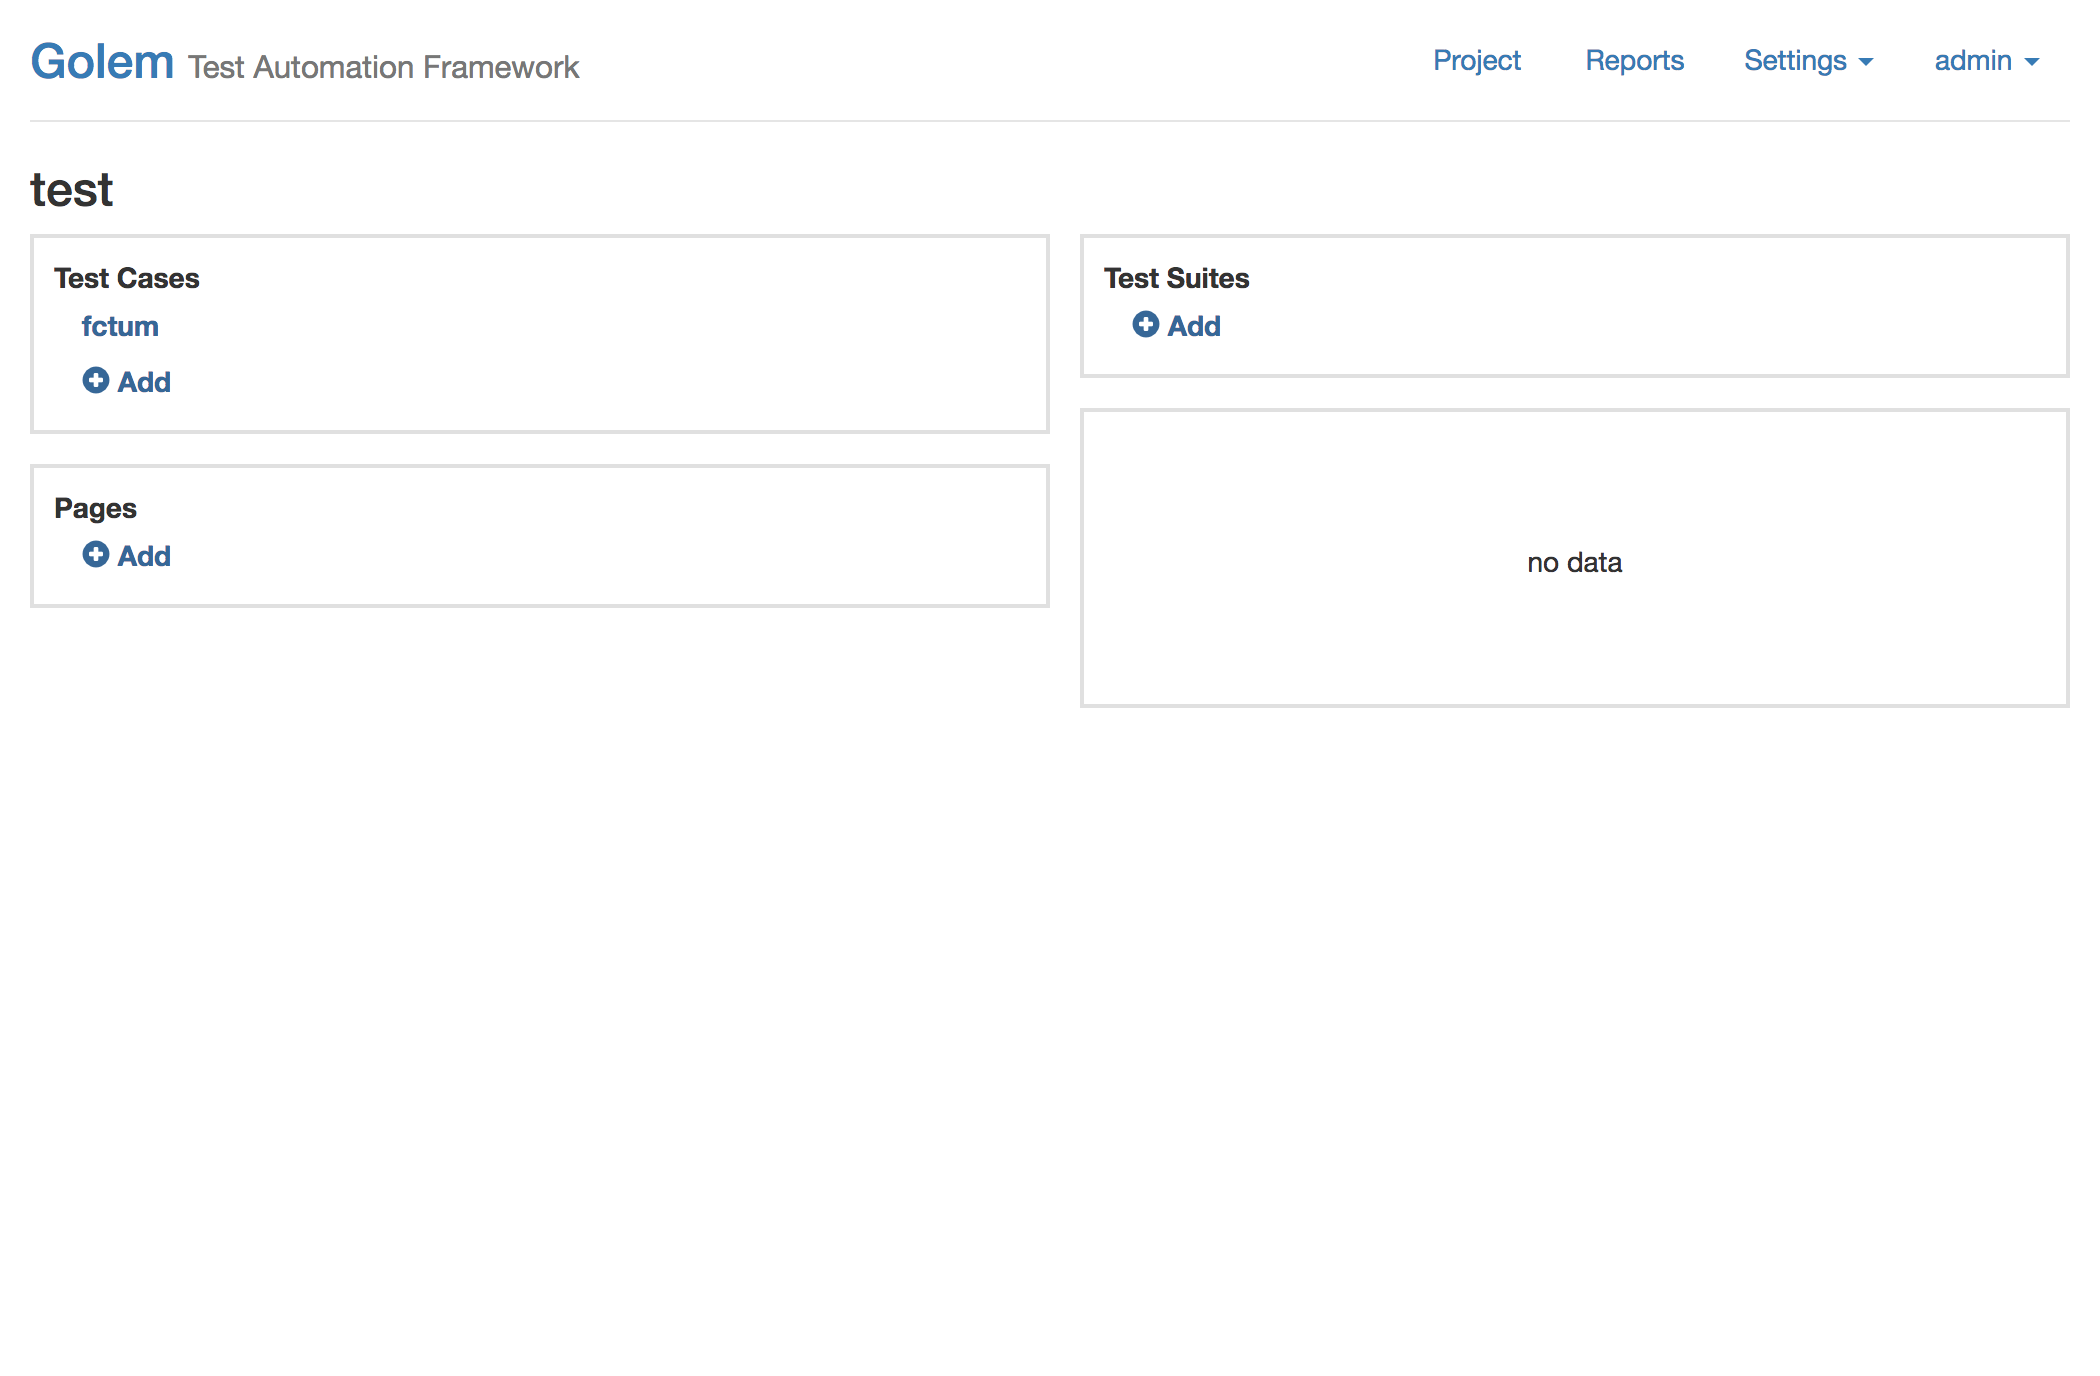 Golem Test Automation Framework
Project Reports Settings admin
test
Test Cases
fctum
Add
Pages
Add
Test Suites
Add
no data